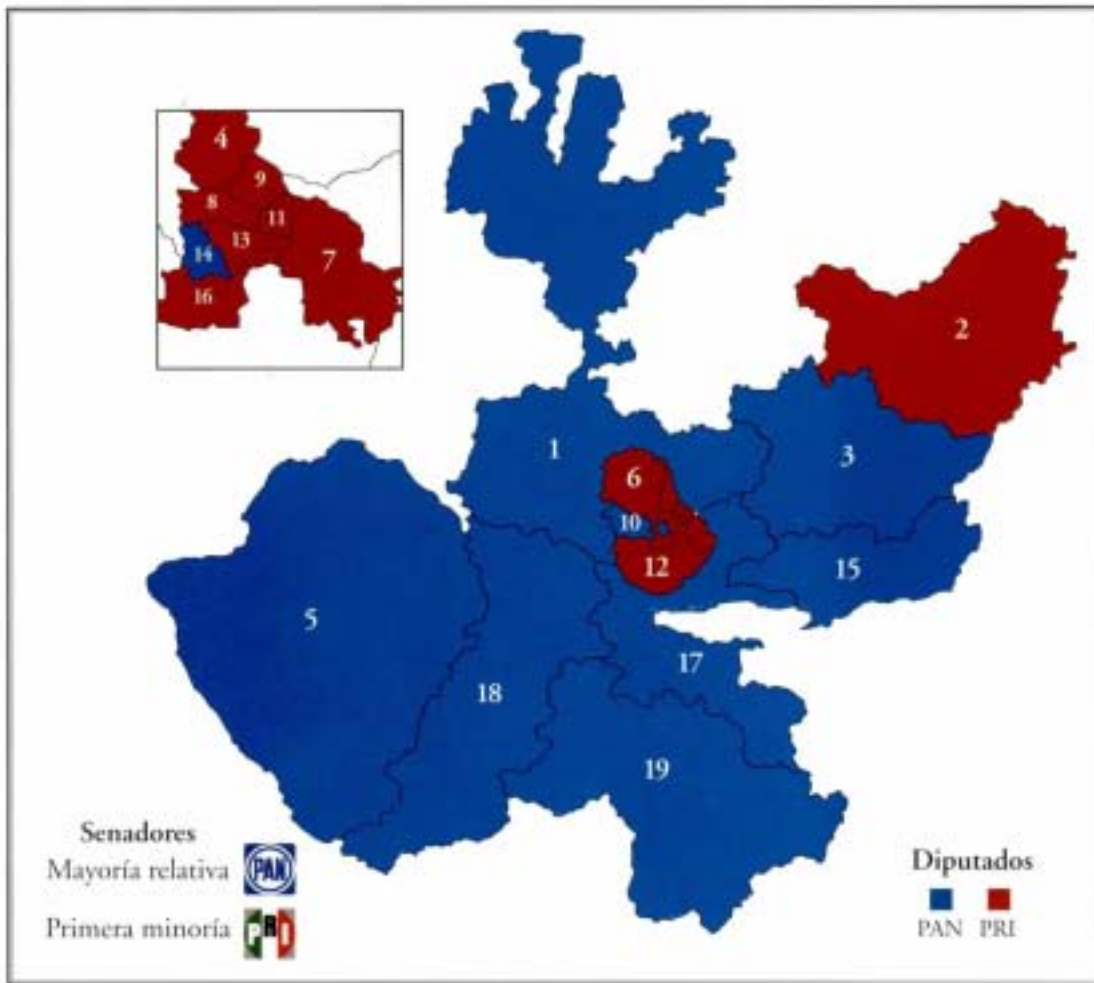 4
9
8
11
13
7
14
16
2
1
3
6
10
12
15
5
17
18
19
Senadores
Mayoría relativa
PAN
Primera minoría
PRI
Diputados
PAN PRI